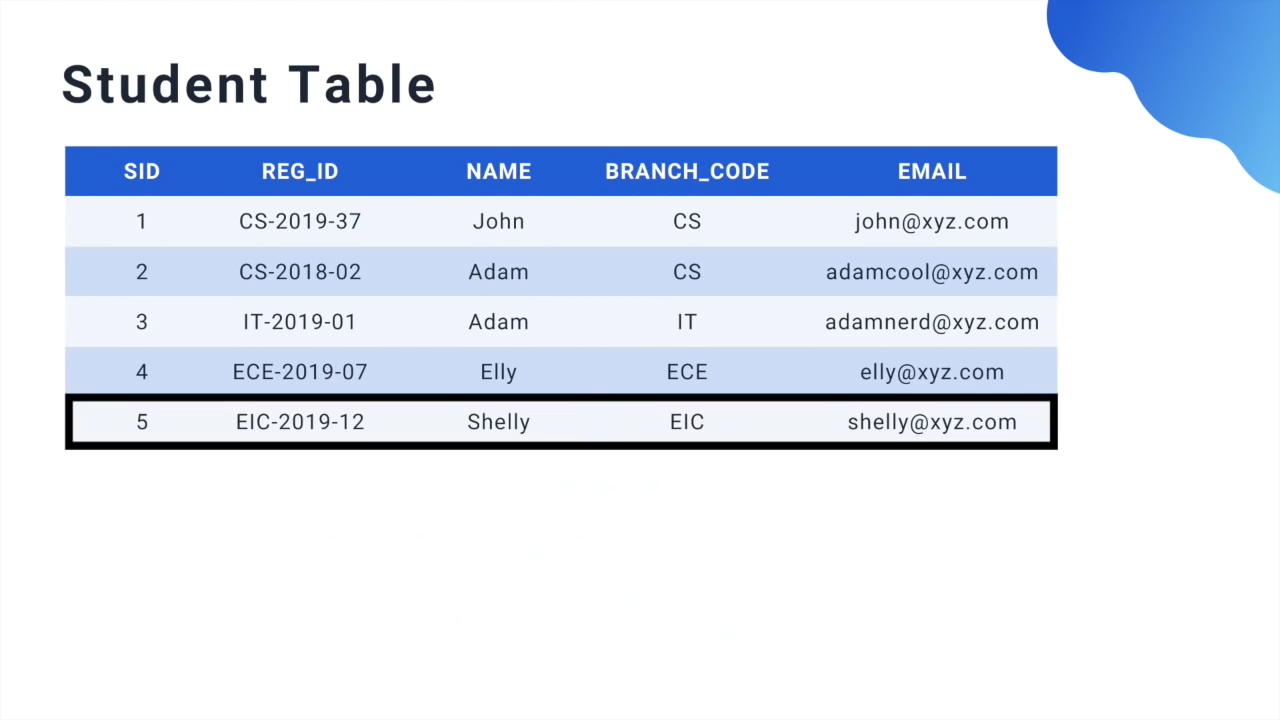 Student Table
SID REG_ID NAME BRANCH_CODE EMAIL
1 CS-2019-37 John CS john@xyz.com
2 CS-2018-02 Adam CS adamcool@xyz.com
3 IT-2019-01 Adam IT adamnerd@xyz.com
4 ECE-2019-07 Elly ECE elly@xyz.com
5 EIC-2019-12 Shelly EIC shelly@xyz.com